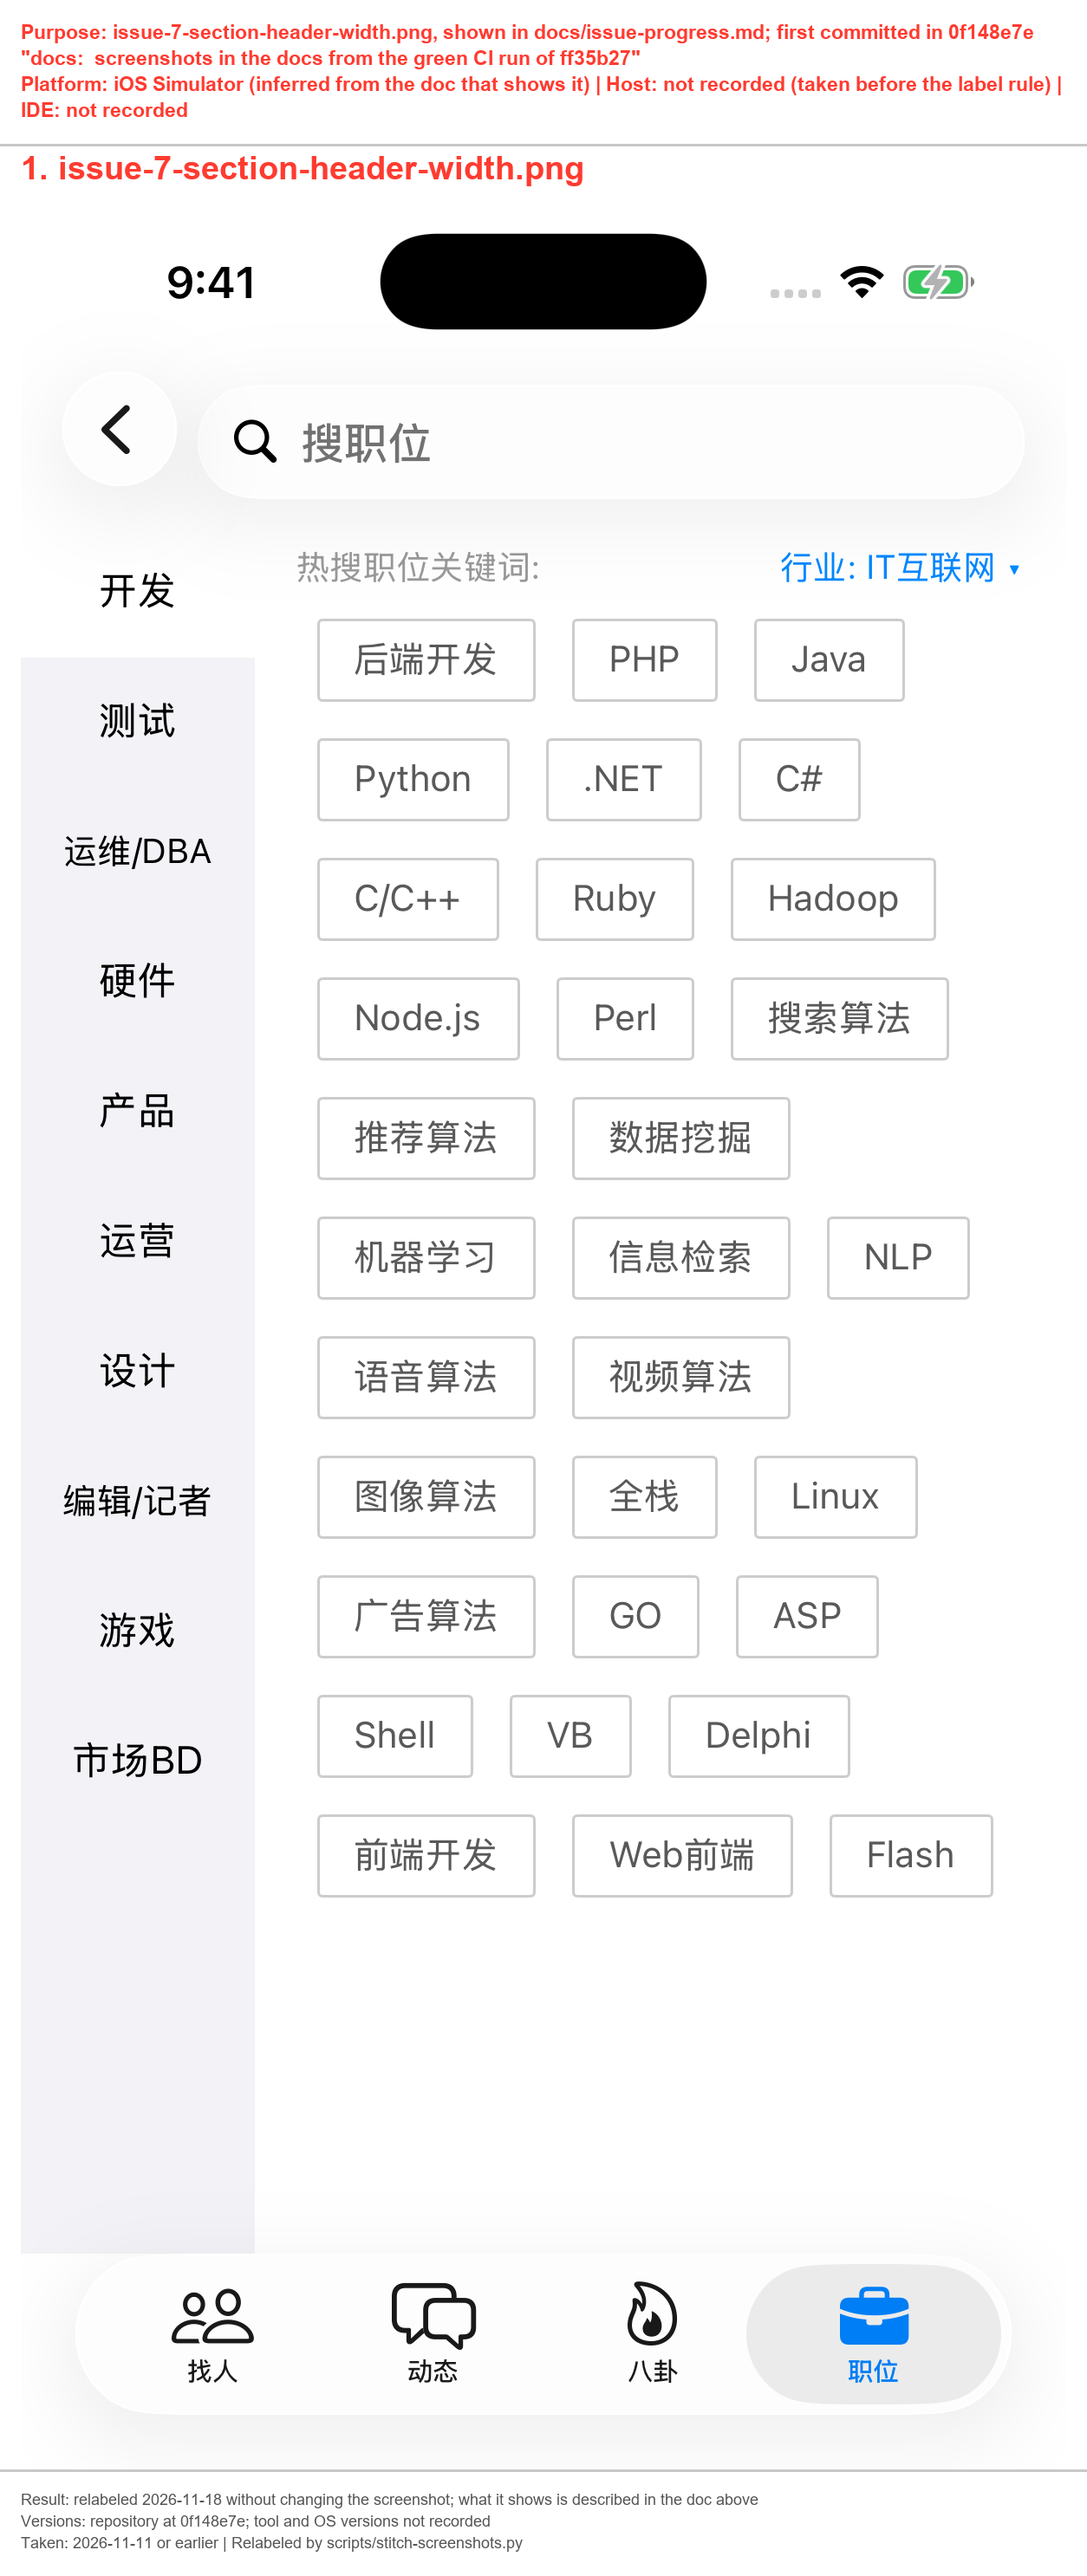 Purpose: issue-7-section-header-width.png, shown in docs/issue-progress.md; first committed in 0f148e7e
"docs:  screenshots in the docs from the green CI run of ff35b27"
Platform: iOS Simulator (inferred from the doc that shows it) | Host: not recorded (taken before the label rule) |
IDE: not recorded
1. issue-7-section-header-width.png
9:41
搜职位
热搜职位关键词: 行业: IT互联网 ▾
开发
测试
运维/DBA
硬件
产品
运营
设计
编辑/记者
游戏
市场BD
后端开发 PHP Java
Python .NET C#
C/C++ Ruby Hadoop
Node.js Perl 搜索算法
推荐算法 数据挖掘
机器学习 信息检索 NLP
语音算法 视频算法
图像算法 全栈 Linux
广告算法 GO ASP
Shell VB Delphi
前端开发 Web前端 Flash
找人 动态 八卦 职位
Result: relabeled 2026-11-18 without changing the screenshot; what it shows is described in the doc above
Versions: repository at 0f148e7e; tool and OS versions not recorded
Taken: 2026-11-11 or earlier | Relabeled by scripts/stitch-screenshots.py